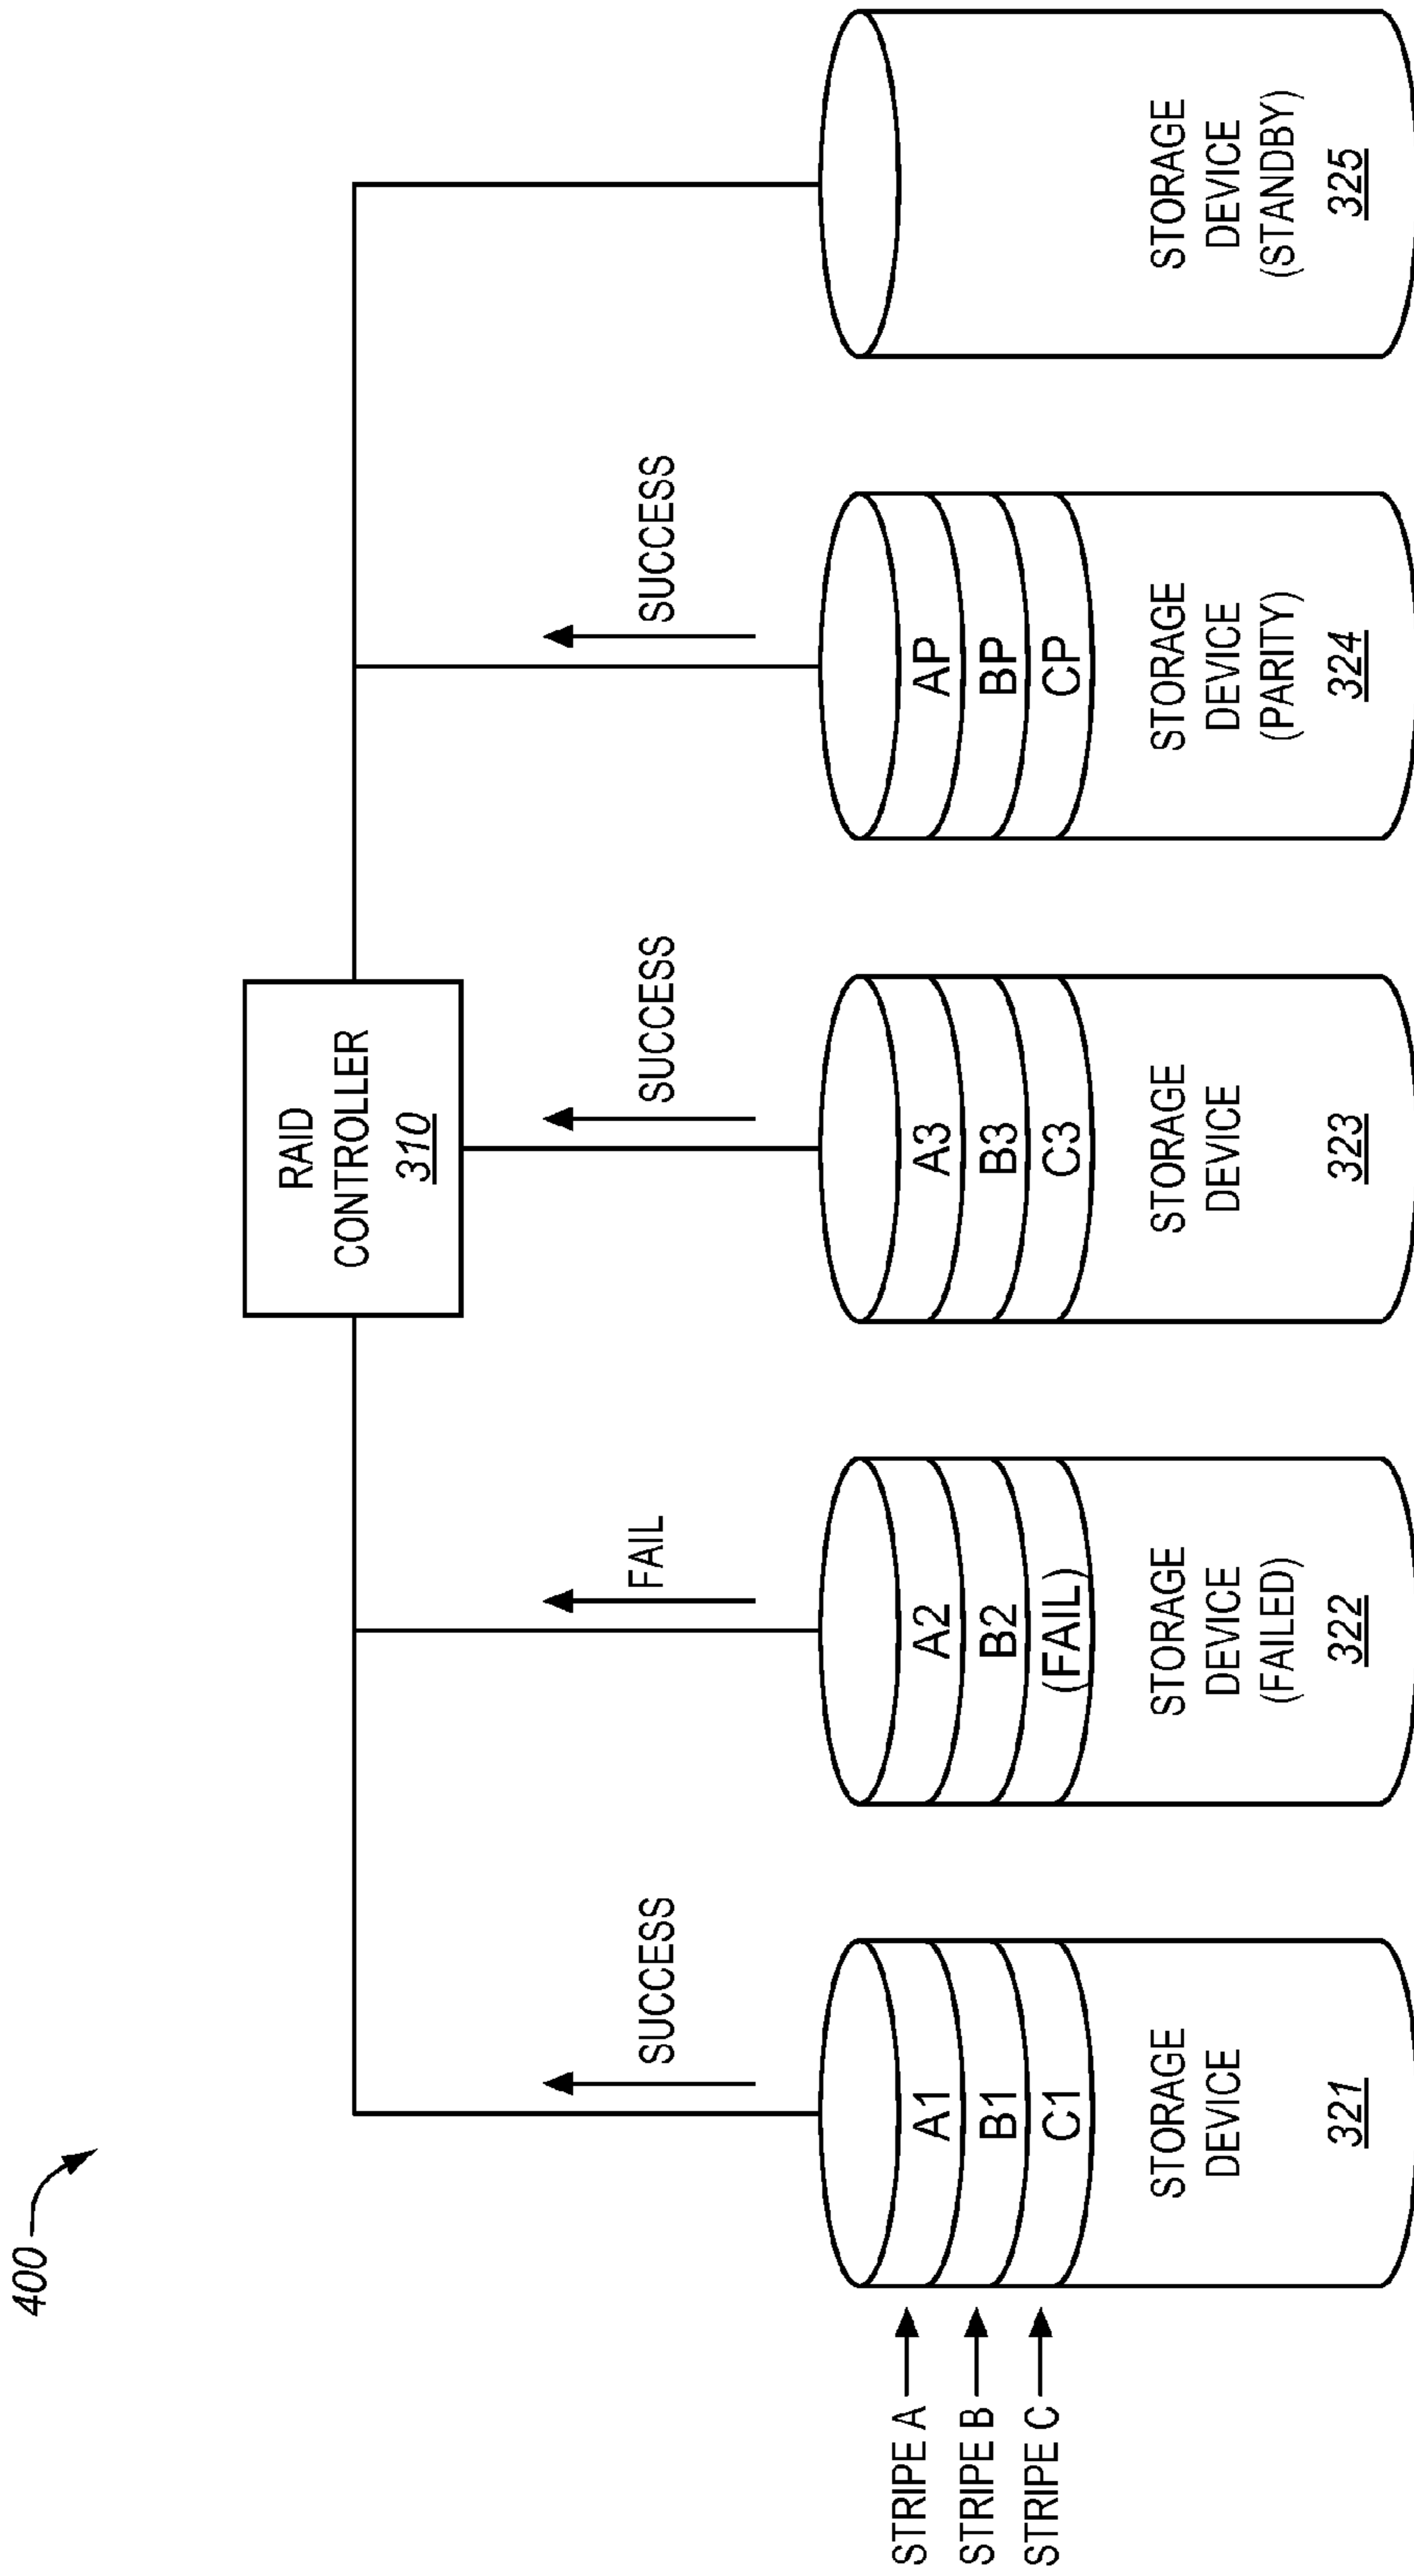 400
RAID
CONTROLLER
310
SUCCESS
FAIL
SUCCESS
SUCCESS
STRIPE A
STRIPE B
STRIPE C
A1
B1
C1
STORAGE
DEVICE
321
A2
B2
(FAIL)
STORAGE
DEVICE
(FAILED)
322
A3
B3
C3
STORAGE
DEVICE
323
AP
BP
CP
STORAGE
DEVICE
(PARITY)
324
STORAGE
DEVICE
(STANDBY)
325